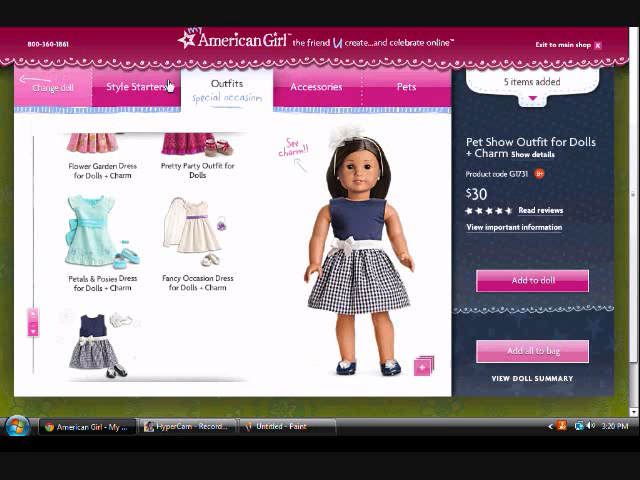 800-360-1861
my
American Girl™ the friend U create...and celebrate online™
Exit to main shop x
Change doll
Style Starters
Outfits
special occasion
Accessories
Pets
5 items added
Flower Garden Dress
for Dolls + Charm
Pretty Party Outfit for
Dolls
See
charm!!
Pet Show Outfit for Dolls
+ Charm Show details
Product code G1731 8+
$30
Read reviews
View important information
Petals & Posies Dress
for Dolls + Charm
Fancy Occasion Dress
for Dolls + Charm
Add to doll
Add all to bag
VIEW DOLL SUMMARY
American Girl - My ...
HyperCam - Record...
Untitled - Paint
3:20 PM